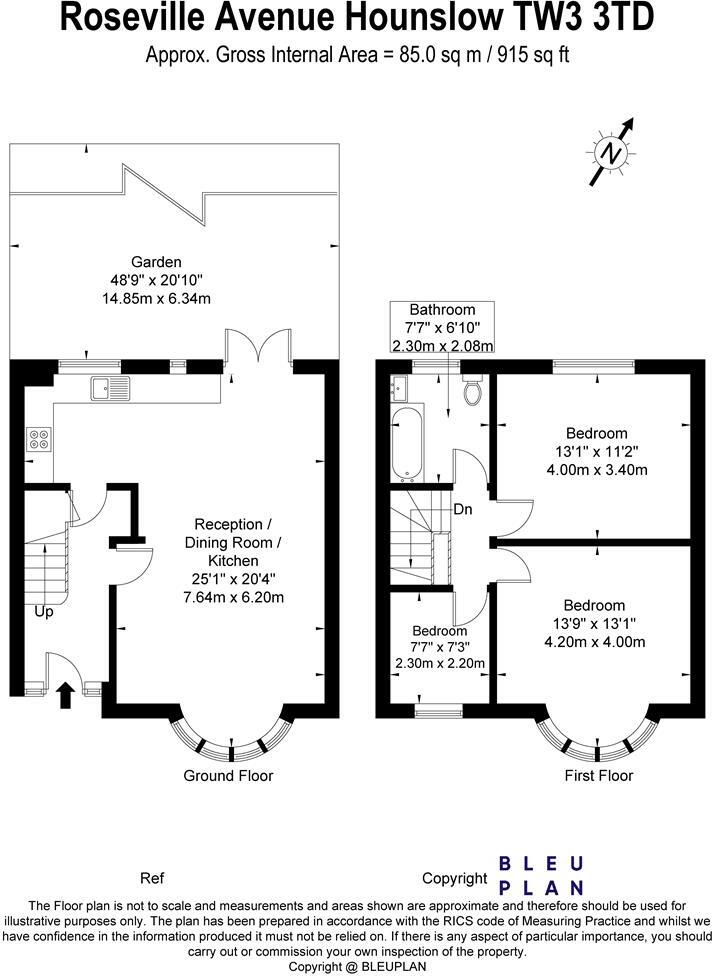 Roseville Avenue Hounslow TW3 3TD
Approx. Gross Internal Area = 85.0 sq m / 915 sq ft
N
Garden
48'9" x 20'10"
14.85m x 6.34m
Bathroom
7'7" x 6'10"
2.30m x 2.08m
Bedroom
13'1" x 11'2"
4.00m x 3.40m
Dn
Reception /
Dining Room /
Kitchen
25'1" x 20'4"
7.64m x 6.20m
Up
Bedroom
13'9" x 13'1"
4.20m x 4.00m
Bedroom
7'7" x 7'3"
2.30m x 2.20m
Ground Floor
First Floor
Ref
Copyright
BLEU
PLAN
The Floor plan is not to scale and measurements and areas shown are approximate and therefore should be used for
illustrative purposes only. The plan has been prepared in accordance with the RICS code of Measuring Practice and whilst we
have confidence in the information produced it must not be relied on. If there is any aspect of particular importance, you should
carry out or commission your own inspection of the property.
Copyright @ BLEUPLAN